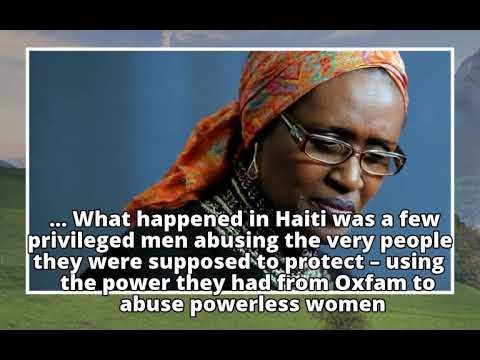 ... What happened in Haiti was a few
privileged men abusing the very people
they were supposed to protect – using
the power they had from Oxfam to
abuse powerless women